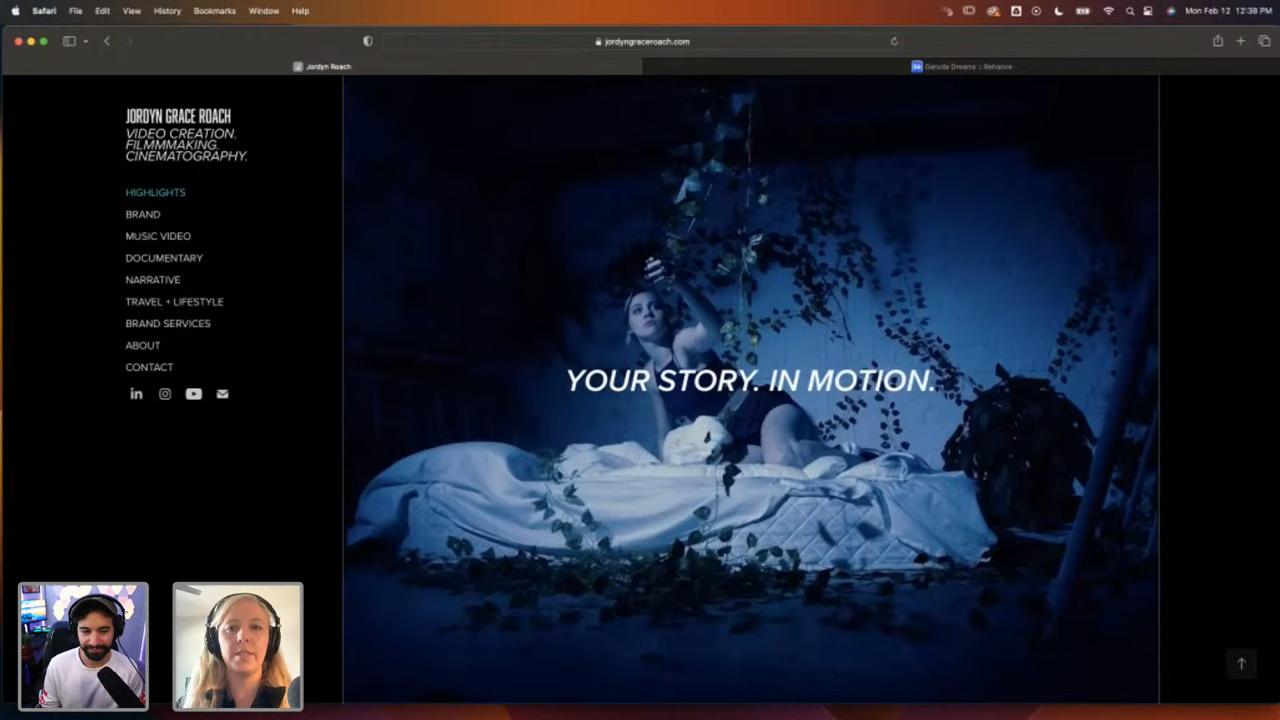 Safari File Edit View History Bookmarks Window Help
Mon Feb 12 12:38 PM
jordyngraceroach.com
Jordyn Roach
Garuda Dreams :: Behance
JORDYN GRACE ROACH
VIDEO CREATION.
FILMMMAKING.
CINEMATOGRAPHY.
HIGHLIGHTS
BRAND
MUSIC VIDEO
DOCUMENTARY
NARRATIVE
TRAVEL + LIFESTYLE
BRAND SERVICES
ABOUT
CONTACT
in
YOUR STORY. IN MOTION.